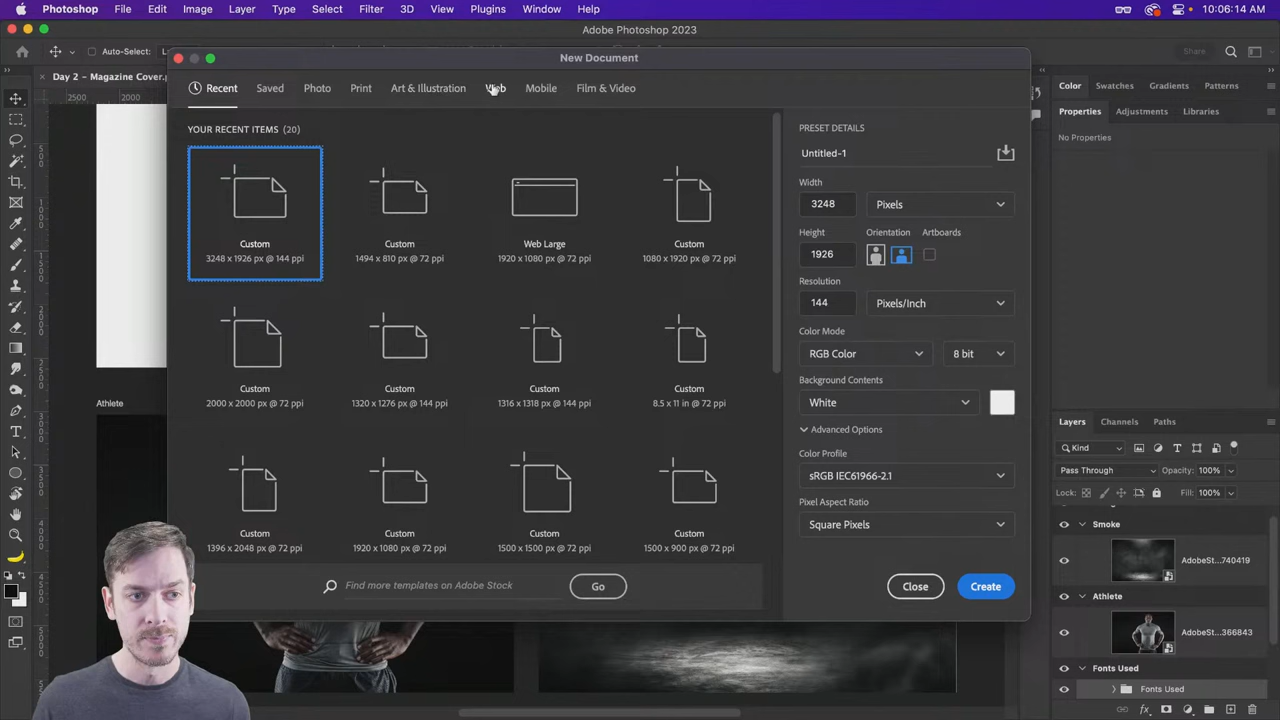 Photoshop File Edit Image Layer Type Select Filter 3D View Plugins Window Help 10:06:14 AM
Adobe Photoshop 2023
Auto-Select:
Share
Day 2 – Magazine Cover.
2500 2000
New Document
Recent Saved Photo Print Art & Illustration Web Mobile Film & Video
YOUR RECENT ITEMS (20)
Custom
3248 x 1926 px @ 144 ppi
Custom
1494 x 810 px @ 72 ppi
Web Large
1920 x 1080 px @ 72 ppi
Custom
1080 x 1920 px @ 72 ppi
Custom
2000 x 2000 px @ 72 ppi
Custom
1320 x 1276 px @ 144 ppi
Custom
1316 x 1318 px @ 144 ppi
Custom
8.5 x 11 in @ 72 ppi
Custom
1396 x 2048 px @ 72 ppi
Custom
1920 x 1080 px @ 72 ppi
Custom
1500 x 1500 px @ 72 ppi
Custom
1500 x 900 px @ 72 ppi
Find more templates on Adobe Stock
Go
PRESET DETAILS
Untitled-1
Width
3248 Pixels
Height Orientation Artboards
1926
Resolution
144 Pixels/Inch
Color Mode
RGB Color 8 bit
Background Contents
White
Advanced Options
Color Profile
sRGB IEC61966-2.1
Pixel Aspect Ratio
Square Pixels
Close Create
Athlete
Color Swatches Gradients Patterns
Properties Adjustments Libraries
No Properties
Layers Channels Paths
Kind
Pass Through Opacity: 100%
Lock: Fill: 100%
Smoke
AdobeSt...740419
Athlete
AdobeSt...366843
Fonts Used
Fonts Used